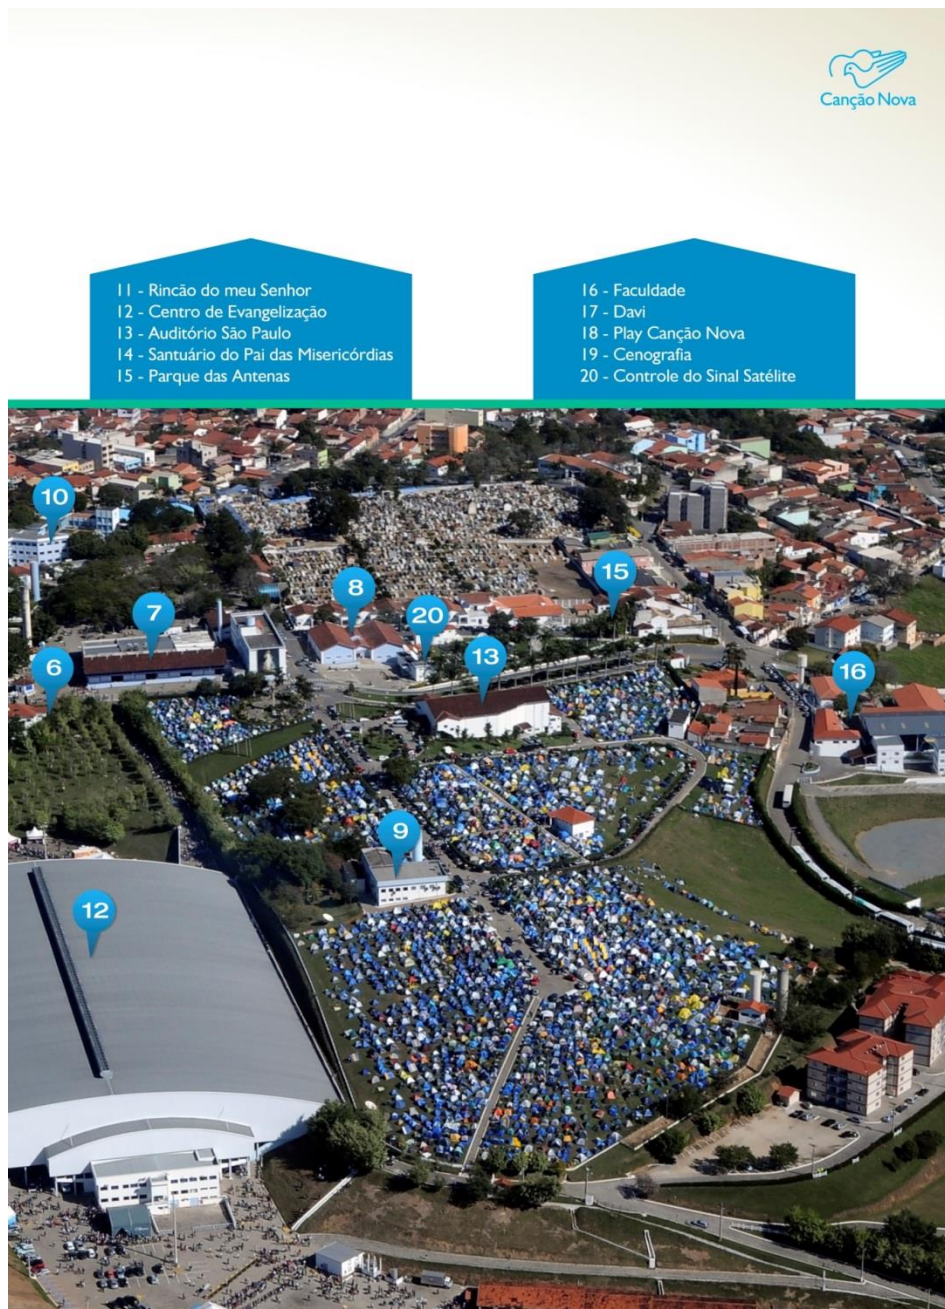 Canção Nova
11 - Rincão do meu Senhor
12 - Centro de Evangelização
13 - Auditório São Paulo
14 - Santuário do Pai das Misericórdias
15 - Parque das Antenas
16 - Faculdade
17 - Davi
18 - Play Canção Nova
19 - Cenografia
20 - Controle do Sinal Satélite
10
8
15
7
20
6
13
16
9
12